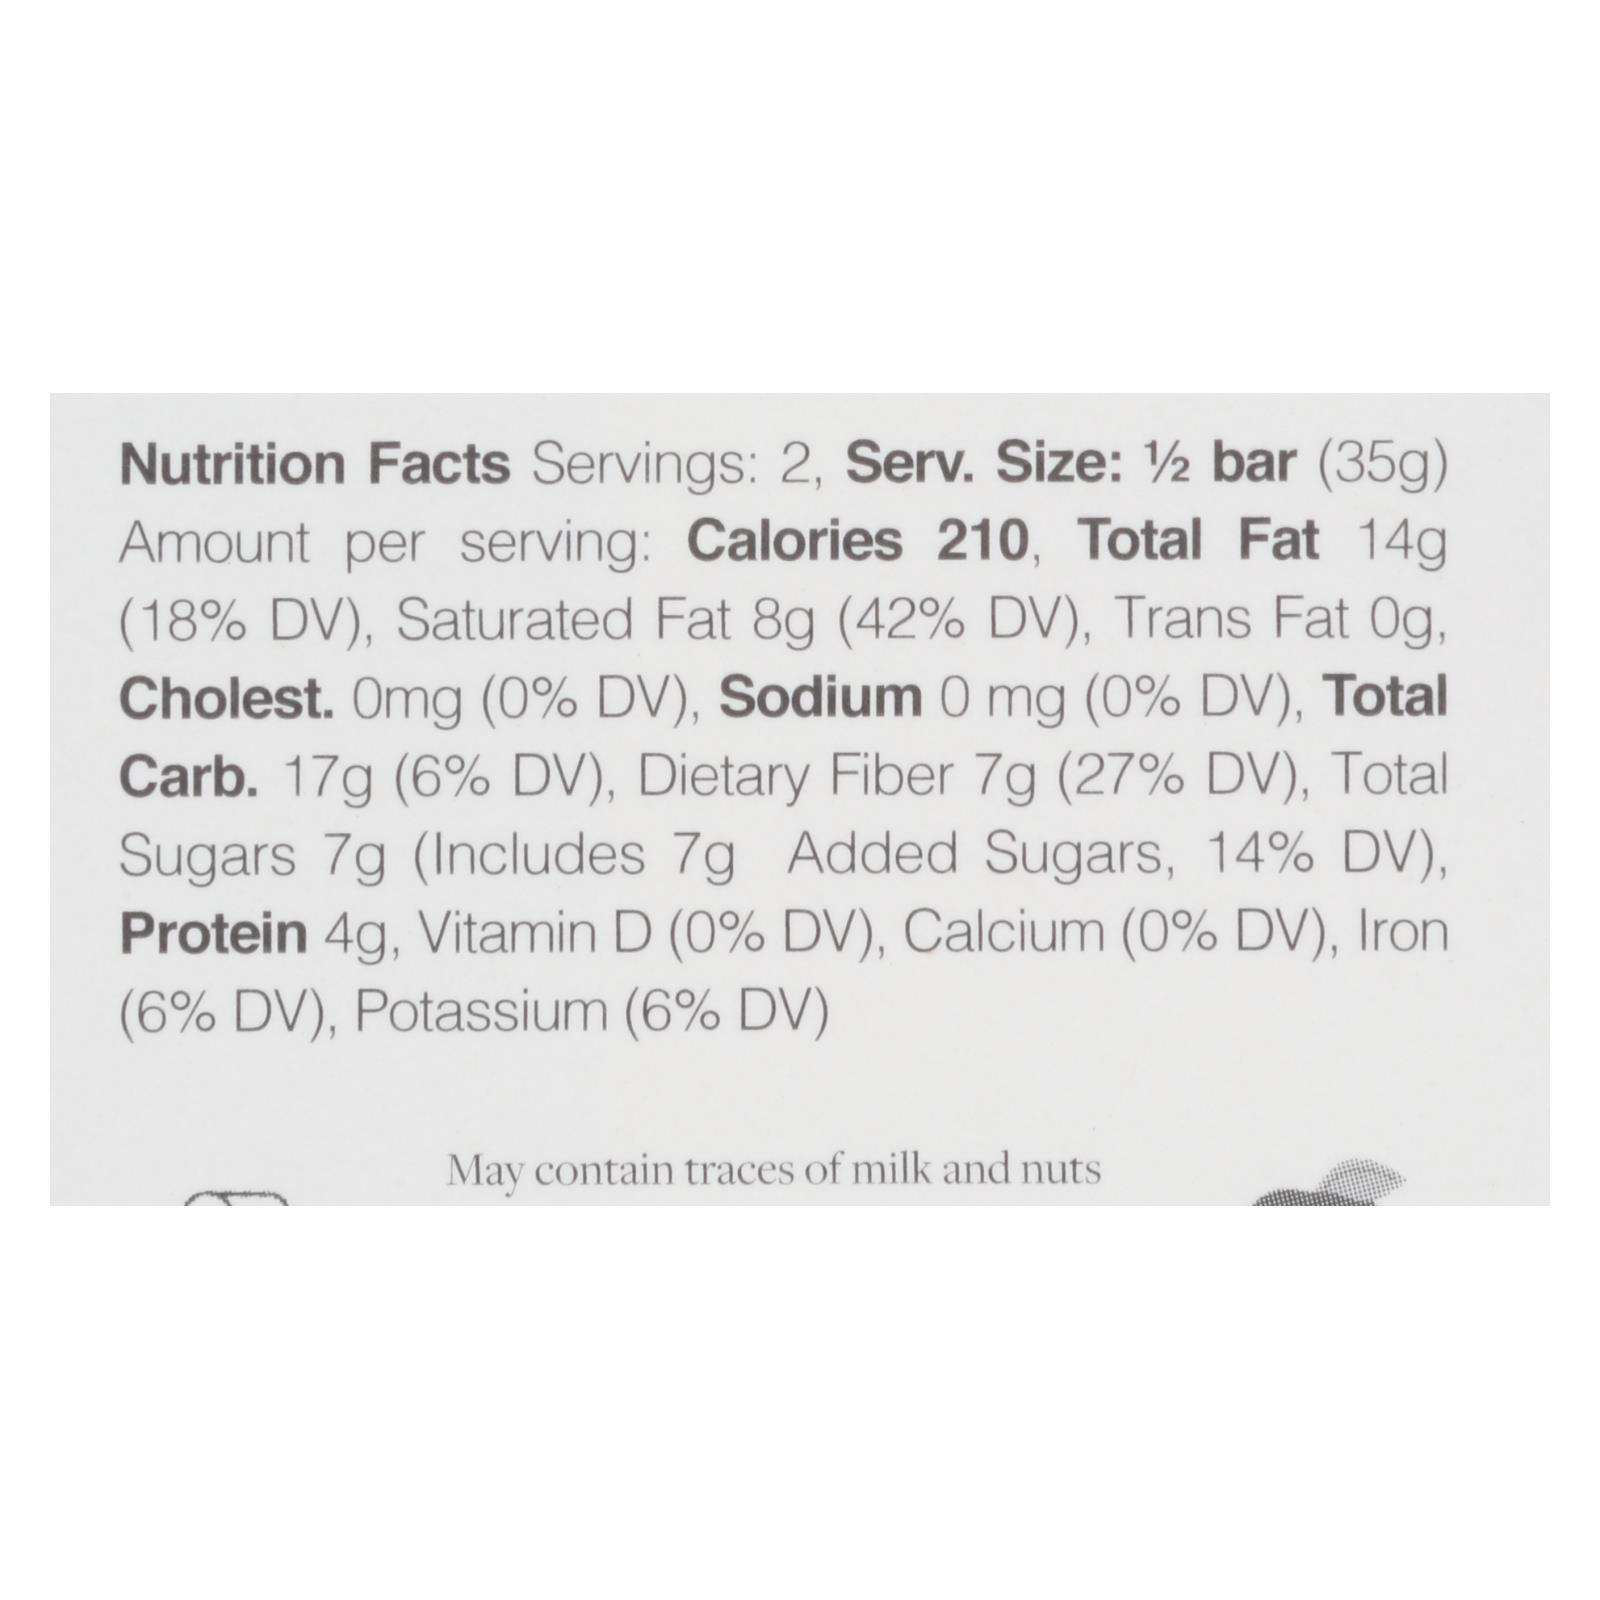 Nutrition Facts Servings: 2, Serv. Size: ½ bar (35g)
Amount per serving: Calories 210, Total Fat 14g
(18% DV), Saturated Fat 8g (42% DV), Trans Fat 0g,
Cholest. 0mg (0% DV), Sodium 0 mg (0% DV), Total
Carb. 17g (6% DV), Dietary Fiber 7g (27% DV), Total
Sugars 7g (Includes 7g Added Sugars, 14% DV),
Protein 4g, Vitamin D (0% DV), Calcium (0% DV), Iron
(6% DV), Potassium (6% DV)
May contain traces of milk and nuts